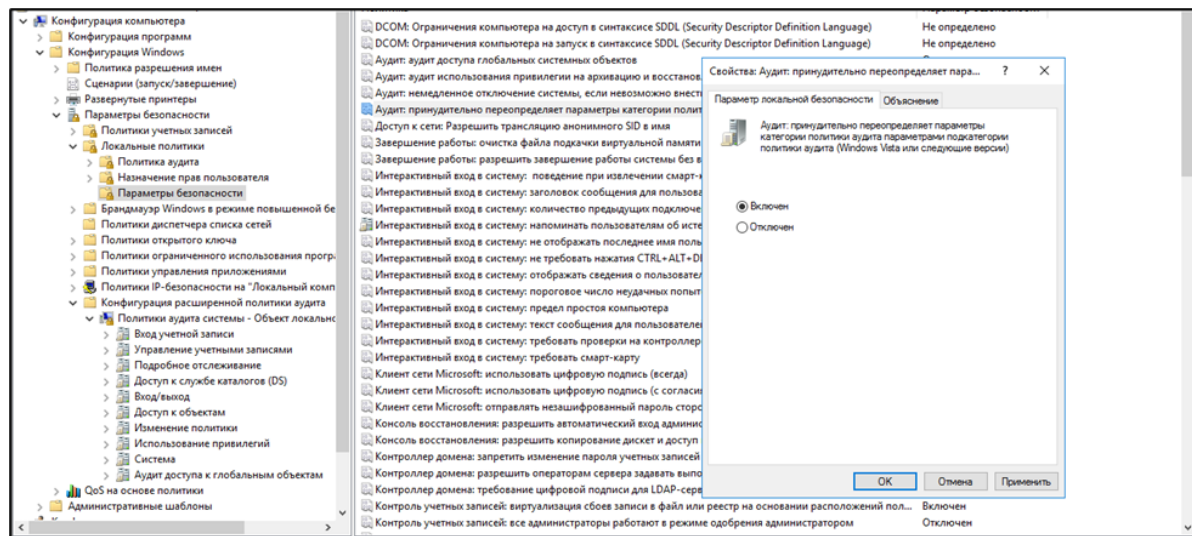 Конфигурация компьютера
Конфигурация программ
Конфигурация Windows
Политика разрешения имен
Сценарии (запуск/завершение)
Развернутые принтеры
Параметры безопасности
Политики учетных записей
Локальные политики
Политика аудита
Назначение прав пользователя
Параметры безопасности
Брандмауэр Windows в режиме повышенной бе
Политики диспетчера списка сетей
Политики открытого ключа
Политики ограниченного использования програ
Политики управления приложениями
Политики IP-безопасности на "Локальный комп
Конфигурация расширенной политики аудита
Политики аудита системы - Объект локальнс
Вход учетной записи
Управление учетными записями
Подробное отслеживание
Доступ к службе каталогов (DS)
Вход/выход
Доступ к объектам
Изменение политики
Использование привилегий
Система
Аудит доступа к глобальным объектам
QoS на основе политики
Административные шаблоны
DCOM: Ограничения компьютера на доступ в синтаксисе SDDL (Security Descriptor Definition Language) Не определено
DCOM: Ограничения компьютера на запуск в синтаксисе SDDL (Security Descriptor Definition Language) Не определено
Аудит: аудит доступа глобальных системных объектов
Аудит: аудит использования привилегии на архивацию и восстанов
Аудит: немедленное отключение системы, если невозможно внест
Аудит: принудительно переопределяет параметры категории полит
Доступ к сети: Разрешить трансляцию анонимного SID в имя
Завершение работы: очистка файла подкачки виртуальной памяти
Завершение работы: разрешить завершение работы системы без в
Интерактивный вход в систему: поведение при извлечении смарт-к
Интерактивный вход в систему: заголовок сообщения для пользова
Интерактивный вход в систему: количество предыдущих подключе
Интерактивный вход в систему: напоминать пользователям об исте
Интерактивный вход в систему: не отображать последнее имя поль
Интерактивный вход в систему: не требовать нажатия CTRL+ALT+DI
Интерактивный вход в систему: отображать сведения о пользовател
Интерактивный вход в систему: пороговое число неудачных попыт
Интерактивный вход в систему: предел простоя компьютера
Интерактивный вход в систему: текст сообщения для пользователеі
Интерактивный вход в систему: требовать проверки на контроллер
Интерактивный вход в систему: требовать смарт-карту
Клиент сети Microsoft: использовать цифровую подпись (всегда)
Клиент сети Microsoft: использовать цифровую подпись (с согласи
Клиент сети Microsoft: отправлять незашифрованный пароль сторс
Консоль восстановления: разрешить автоматический вход админис
Консоль восстановления: разрешить копирование дискет и доступ
Контроллер домена: запретить изменение пароля учетных записей
Контроллер домена: разрешить операторам сервера задавать выпо
Контроллер домена: требование цифровой подписи для LDAP-серв
Контроль учетных записей: виртуализация сбоев записи в файл или реестр на основании расположений пол... Включен
Контроль учетных записей: все администраторы работают в режиме одобрения администратором Отключен
Свойства: Аудит: принудительно переопределяет пара...
Параметр локальной безопасности Объяснение
Аудит: принудительно переопределяет параметры
категории политики аудита параметрами подкатегории
политики аудита (Windows Vista или следующие версии)
Включен
Отключен
OK Отмена Применить